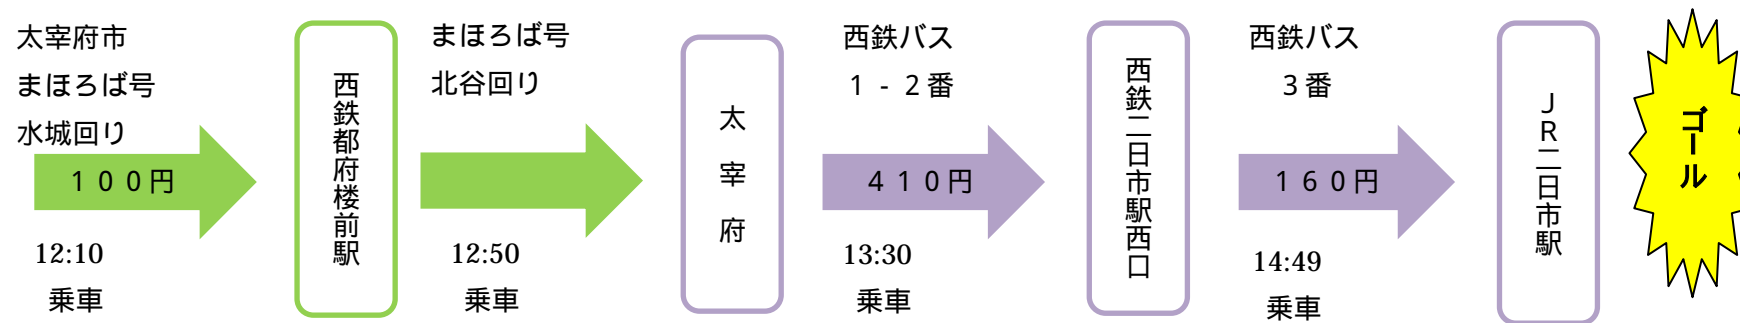 太宰府市
まほろば号
水城回り
100円
12:10
乗車
西鉄都府楼前駅
まほろば号
北谷回り
12:50
乗車
太宰府
西鉄バス
1-2番
410円
13:30
乗車
西鉄二日市駅西口
西鉄バス
3番
160円
14:49
乗車
JR二日市駅
ゴール